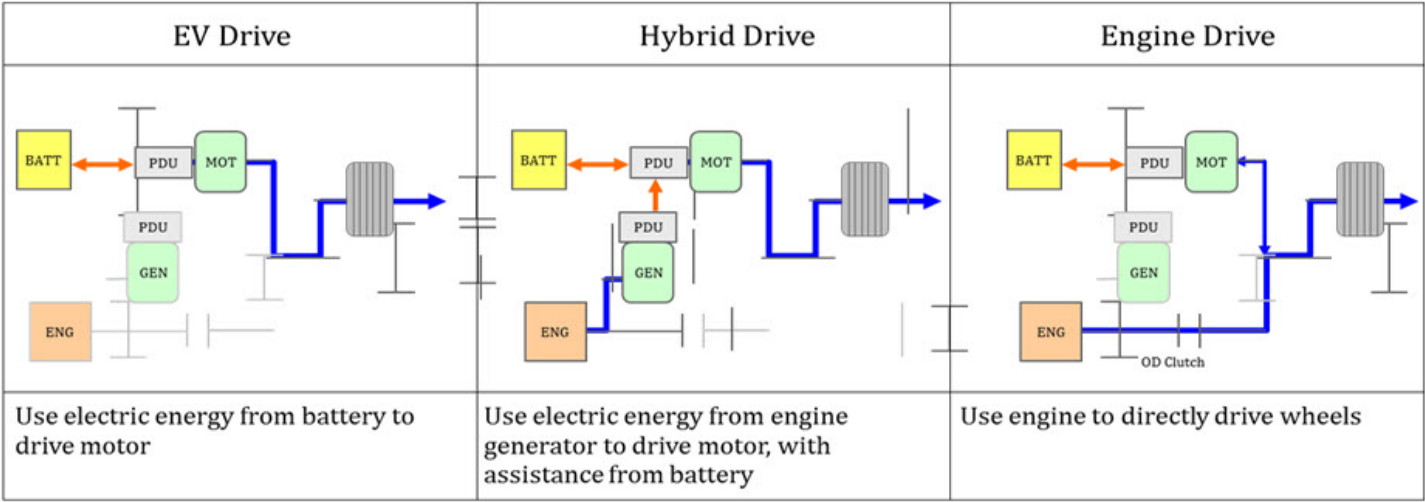 EV Drive
Hybrid Drive
Engine Drive
BATT
PDU
MOT
PDU
GEN
ENG
BATT
PDU
MOT
PDU
GEN
ENG
BATT
PDU
MOT
PDU
GEN
ENG
OD Clutch
Use electric energy from battery to
drive motor
Use electric energy from engine
generator to drive motor, with
assistance from battery
Use engine to directly drive wheels